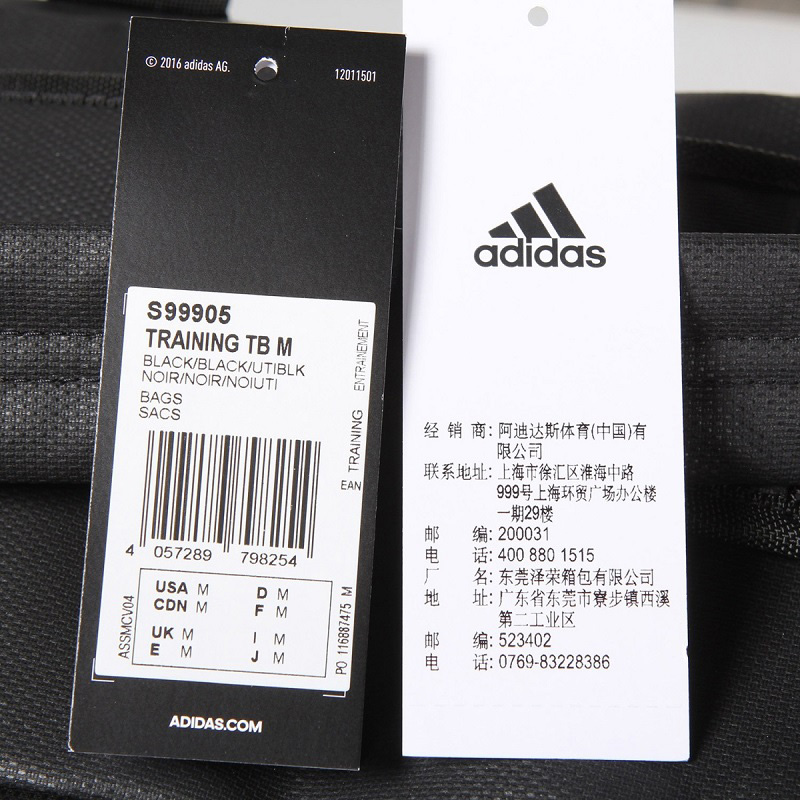 © 2016 adidas AG.
12011501
S99905
TRAINING TB M
BLACK/BLACK/UTIBLK
NOIR/NOIR/NOIUTI
BAGS
SACS
TRAINING
ENTRAINEMENT
EAN
4 057289 798254
ASSMCV04
USA M D M
CDN M F M
UK M I M
E M J M
PO 116887475 M
ADIDAS.COM
adidas
经 销 商: 阿迪达斯体育(中国)有
限公司
联系地址: 上海市徐汇区淮海中路
999号上海环贸广场办公楼
一期29楼
邮 编: 200031
电 话: 400 880 1515
厂 名: 东莞泽荣箱包有限公司
地 址: 广东省东莞市寮步镇西溪
第二工业区
邮 编: 523402
电 话: 0769-83228386